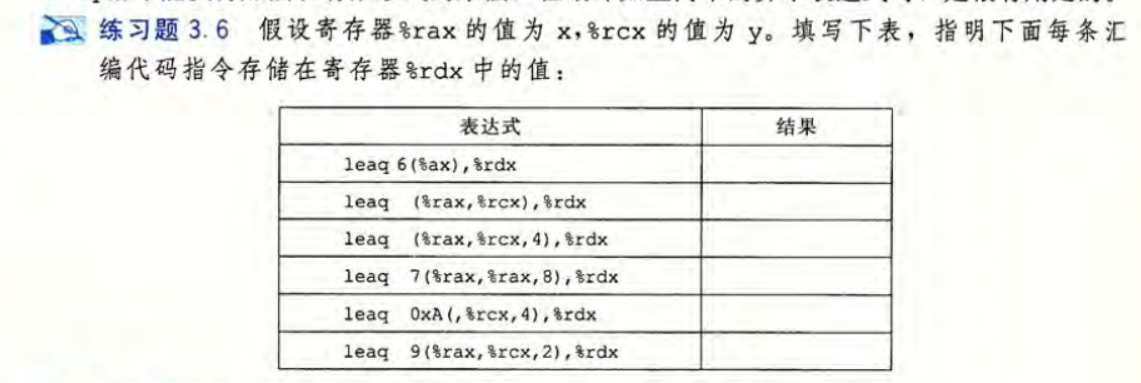 练习题 3.6 假设寄存器%rax 的值为 x,%rcx 的值为 y。填写下表，指明下面每条汇
编代码指令存储在寄存器%rdx 中的值：
表达式 结果
leaq 6(%ax),%rdx
leaq (%rax,%rcx),%rdx
leaq (%rax,%rcx,4),%rdx
leaq 7(%rax,%rax,8),%rdx
leaq 0xA(,%rcx,4),%rdx
leaq 9(%rax,%rcx,2),%rdx